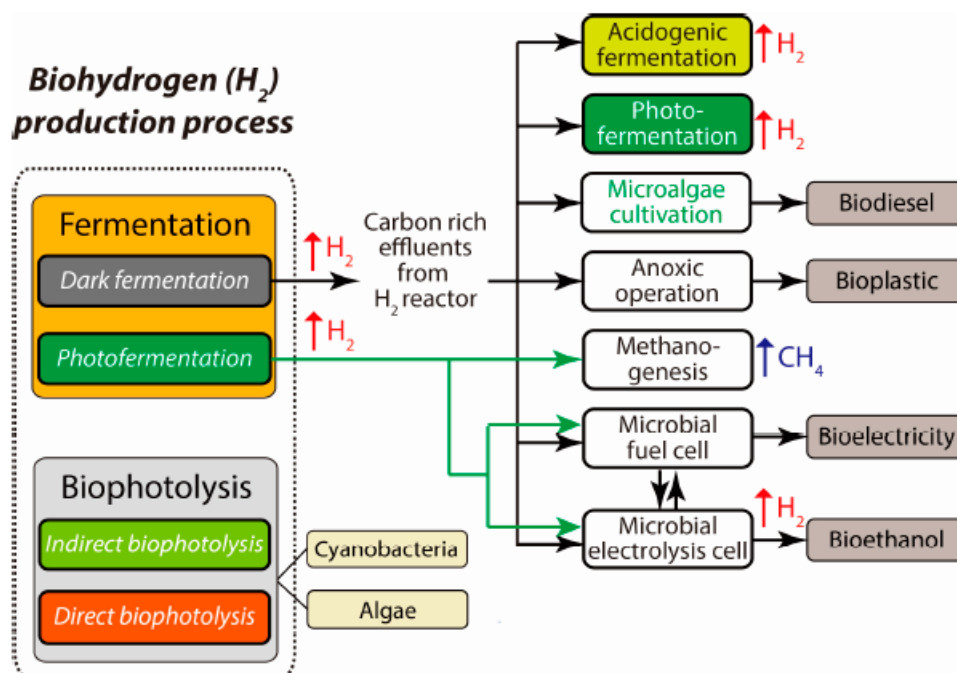 Biohydrogen (H2)
production process
Fermentation
Dark fermentation
Photofermentation
Biophotolysis
Indirect biophotolysis
Direct biophotolysis
Cyanobacteria
Algae
↑H2
↑H2
Carbon rich
effluents
from
H2 reactor
Acidogenic
fermentation
↑H2
Photo-
fermentation
↑H2
Microalgae
cultivation
Biodiesel
Anoxic
operation
Bioplastic
Methano-
genesis
↑CH4
Microbial
fuel cell
Bioelectricity
Microbial
electrolysis cell
↑H2
Bioethanol